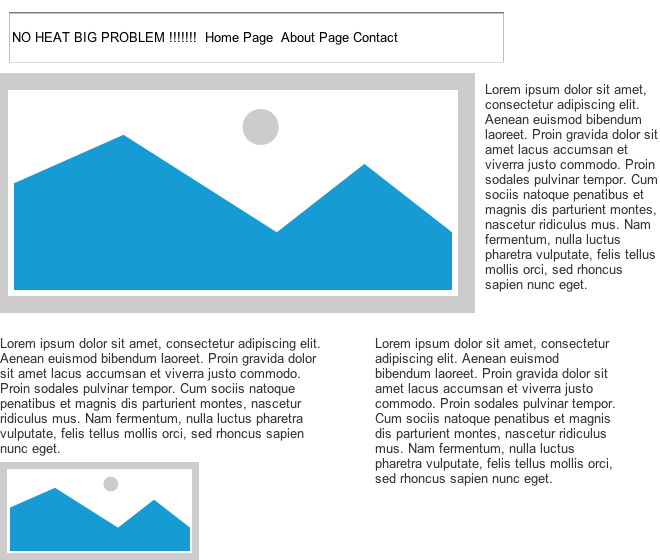 NO HEAT BIG PROBLEM !!!!!!!  Home Page  About Page Contact
Lorem ipsum dolor sit amet,
consectetur adipiscing elit.
Aenean euismod bibendum
laoreet. Proin gravida dolor sit
amet lacus accumsan et
viverra justo commodo. Proin
sodales pulvinar tempor. Cum
sociis natoque penatibus et
magnis dis parturient montes,
nascetur ridiculus mus. Nam
fermentum, nulla luctus
pharetra vulputate, felis tellus
mollis orci, sed rhoncus
sapien nunc eget.
Lorem ipsum dolor sit amet, consectetur adipiscing elit.
Aenean euismod bibendum laoreet. Proin gravida dolor
sit amet lacus accumsan et viverra justo commodo.
Proin sodales pulvinar tempor. Cum sociis natoque
penatibus et magnis dis parturient montes, nascetur
ridiculus mus. Nam fermentum, nulla luctus pharetra
vulputate, felis tellus mollis orci, sed rhoncus sapien
nunc eget.
Lorem ipsum dolor sit amet, consectetur
adipiscing elit. Aenean euismod
bibendum laoreet. Proin gravida dolor sit
amet lacus accumsan et viverra justo
commodo. Proin sodales pulvinar tempor.
Cum sociis natoque penatibus et magnis
dis parturient montes, nascetur ridiculus
mus. Nam fermentum, nulla luctus
pharetra vulputate, felis tellus mollis orci,
sed rhoncus sapien nunc eget.